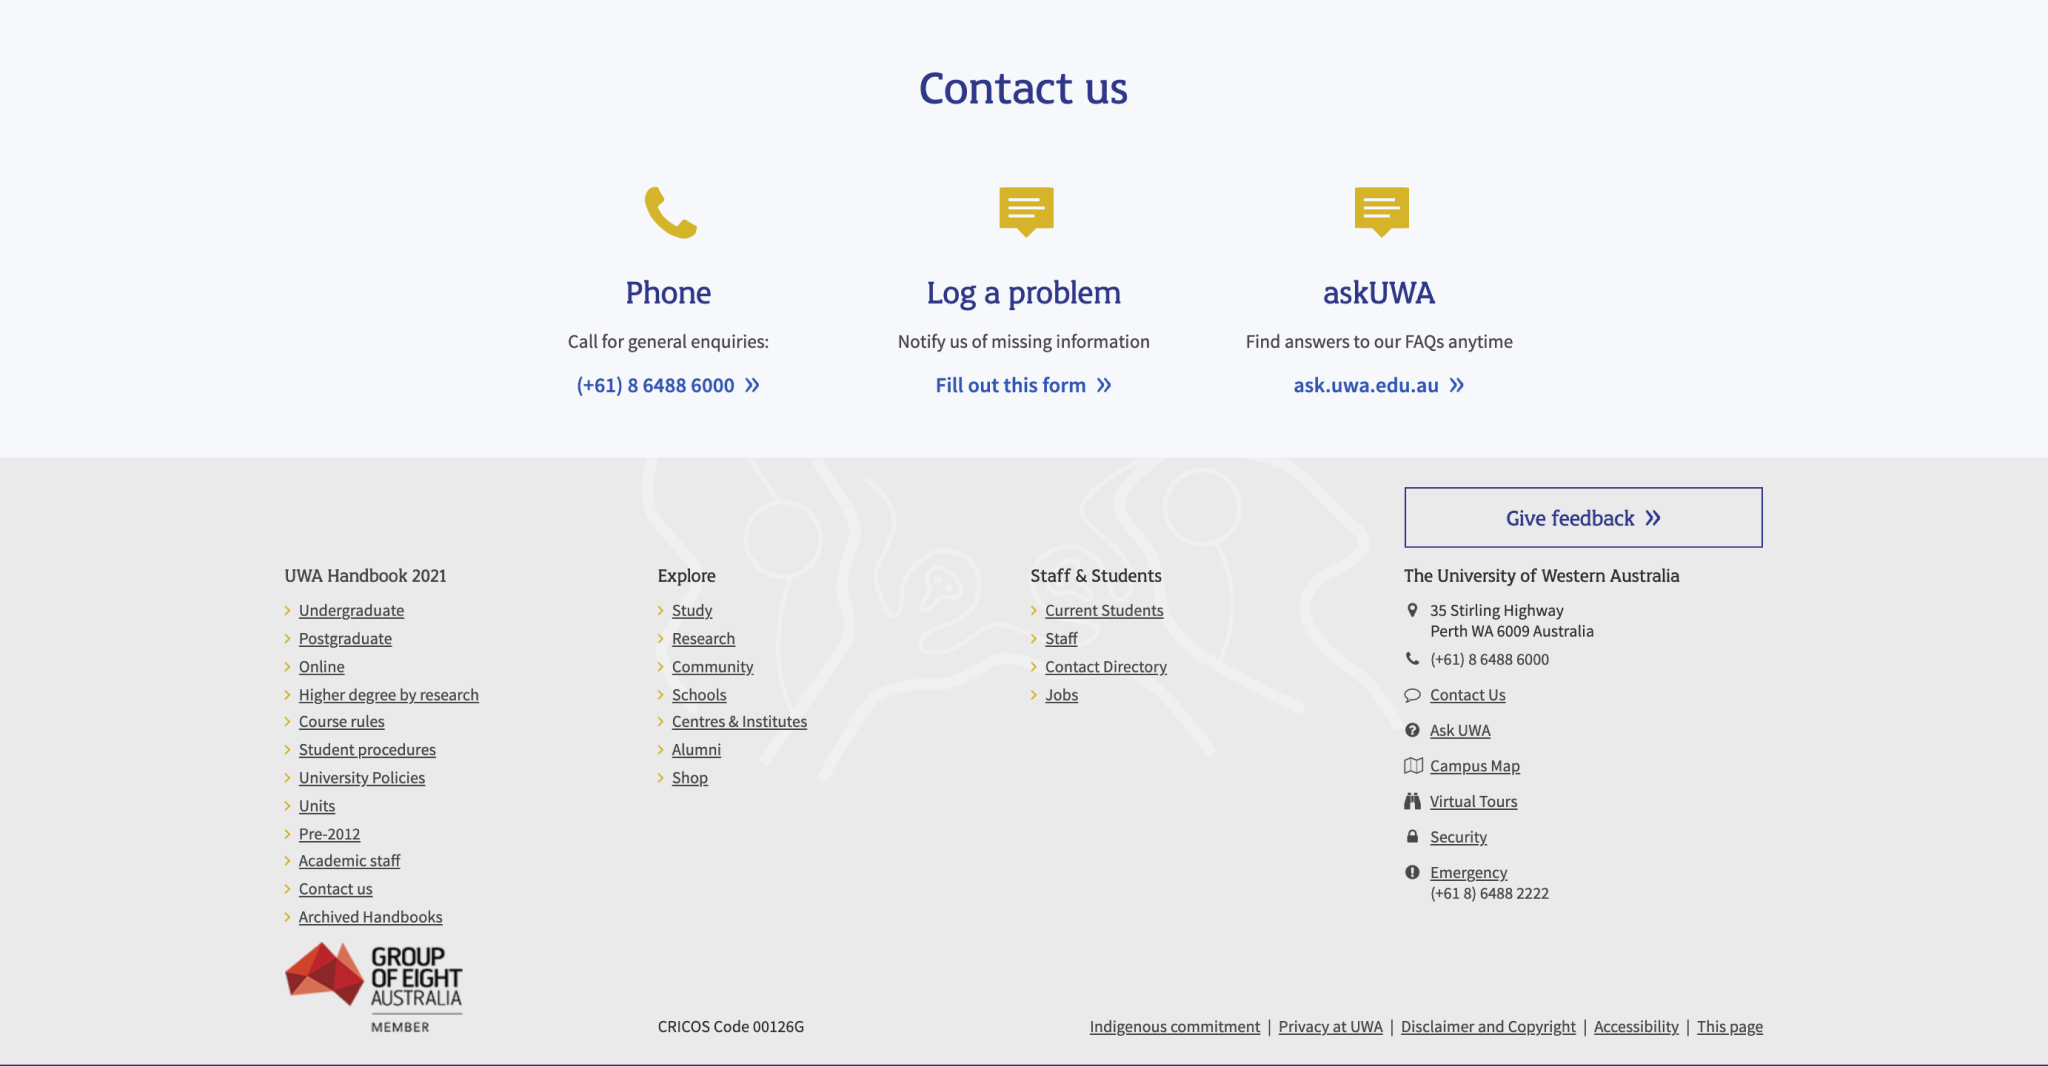 Contact us
Phone
Call for general enquiries:
(+61) 8 6488 6000 »
Log a problem
Notify us of missing information
Fill out this form »
askUWA
Find answers to our FAQs anytime
ask.uwa.edu.au »
Give feedback »
UWA Handbook 2021
Undergraduate
Postgraduate
Online
Higher degree by research
Course rules
Student procedures
University Policies
Units
Pre-2012
Academic staff
Contact us
Archived Handbooks
GROUP
OF EIGHT
AUSTRALIA
MEMBER
Explore
Study
Research
Community
Schools
Centres & Institutes
Alumni
Shop
Staff & Students
Current Students
Staff
Contact Directory
Jobs
The University of Western Australia
35 Stirling Highway
Perth WA 6009 Australia
(+61) 8 6488 6000
Contact Us
Ask UWA
Campus Map
Virtual Tours
Security
Emergency
(+61 8) 6488 2222
CRICOS Code 00126G
Indigenous commitment | Privacy at UWA | Disclaimer and Copyright | Accessibility | This page